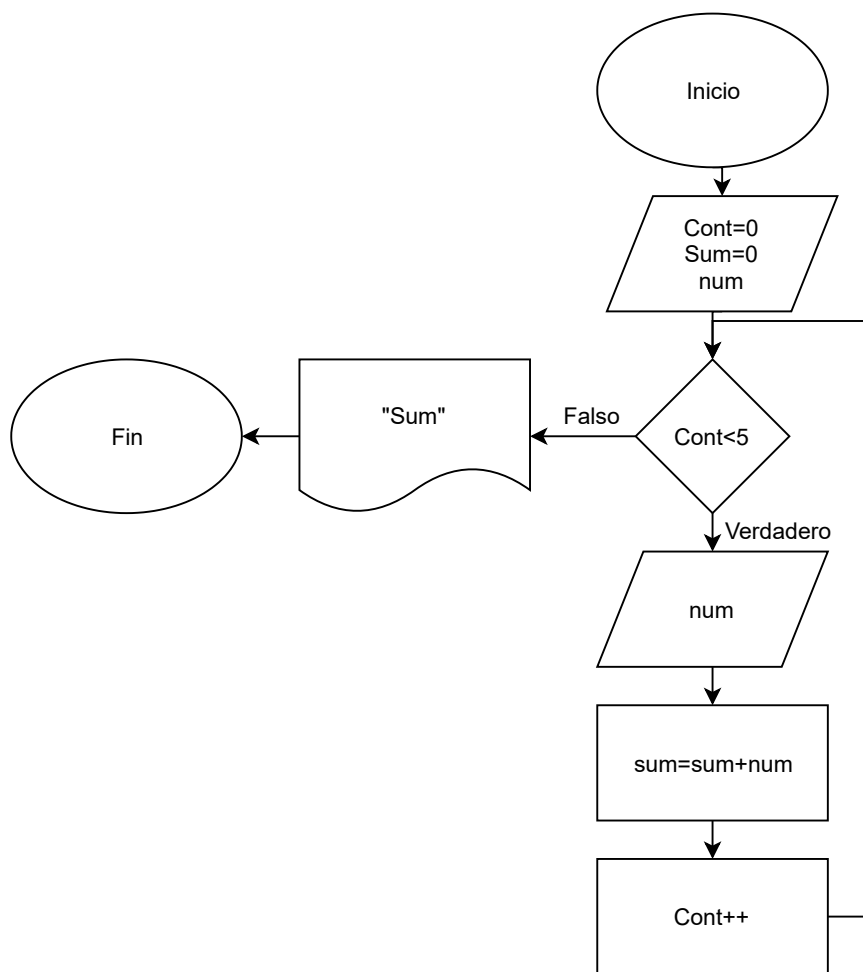 Inicio
Cont=0
Sum=0
num
Cont<5
Falso
"Sum"
Fin
Verdadero
num
sum=sum+num
Cont++